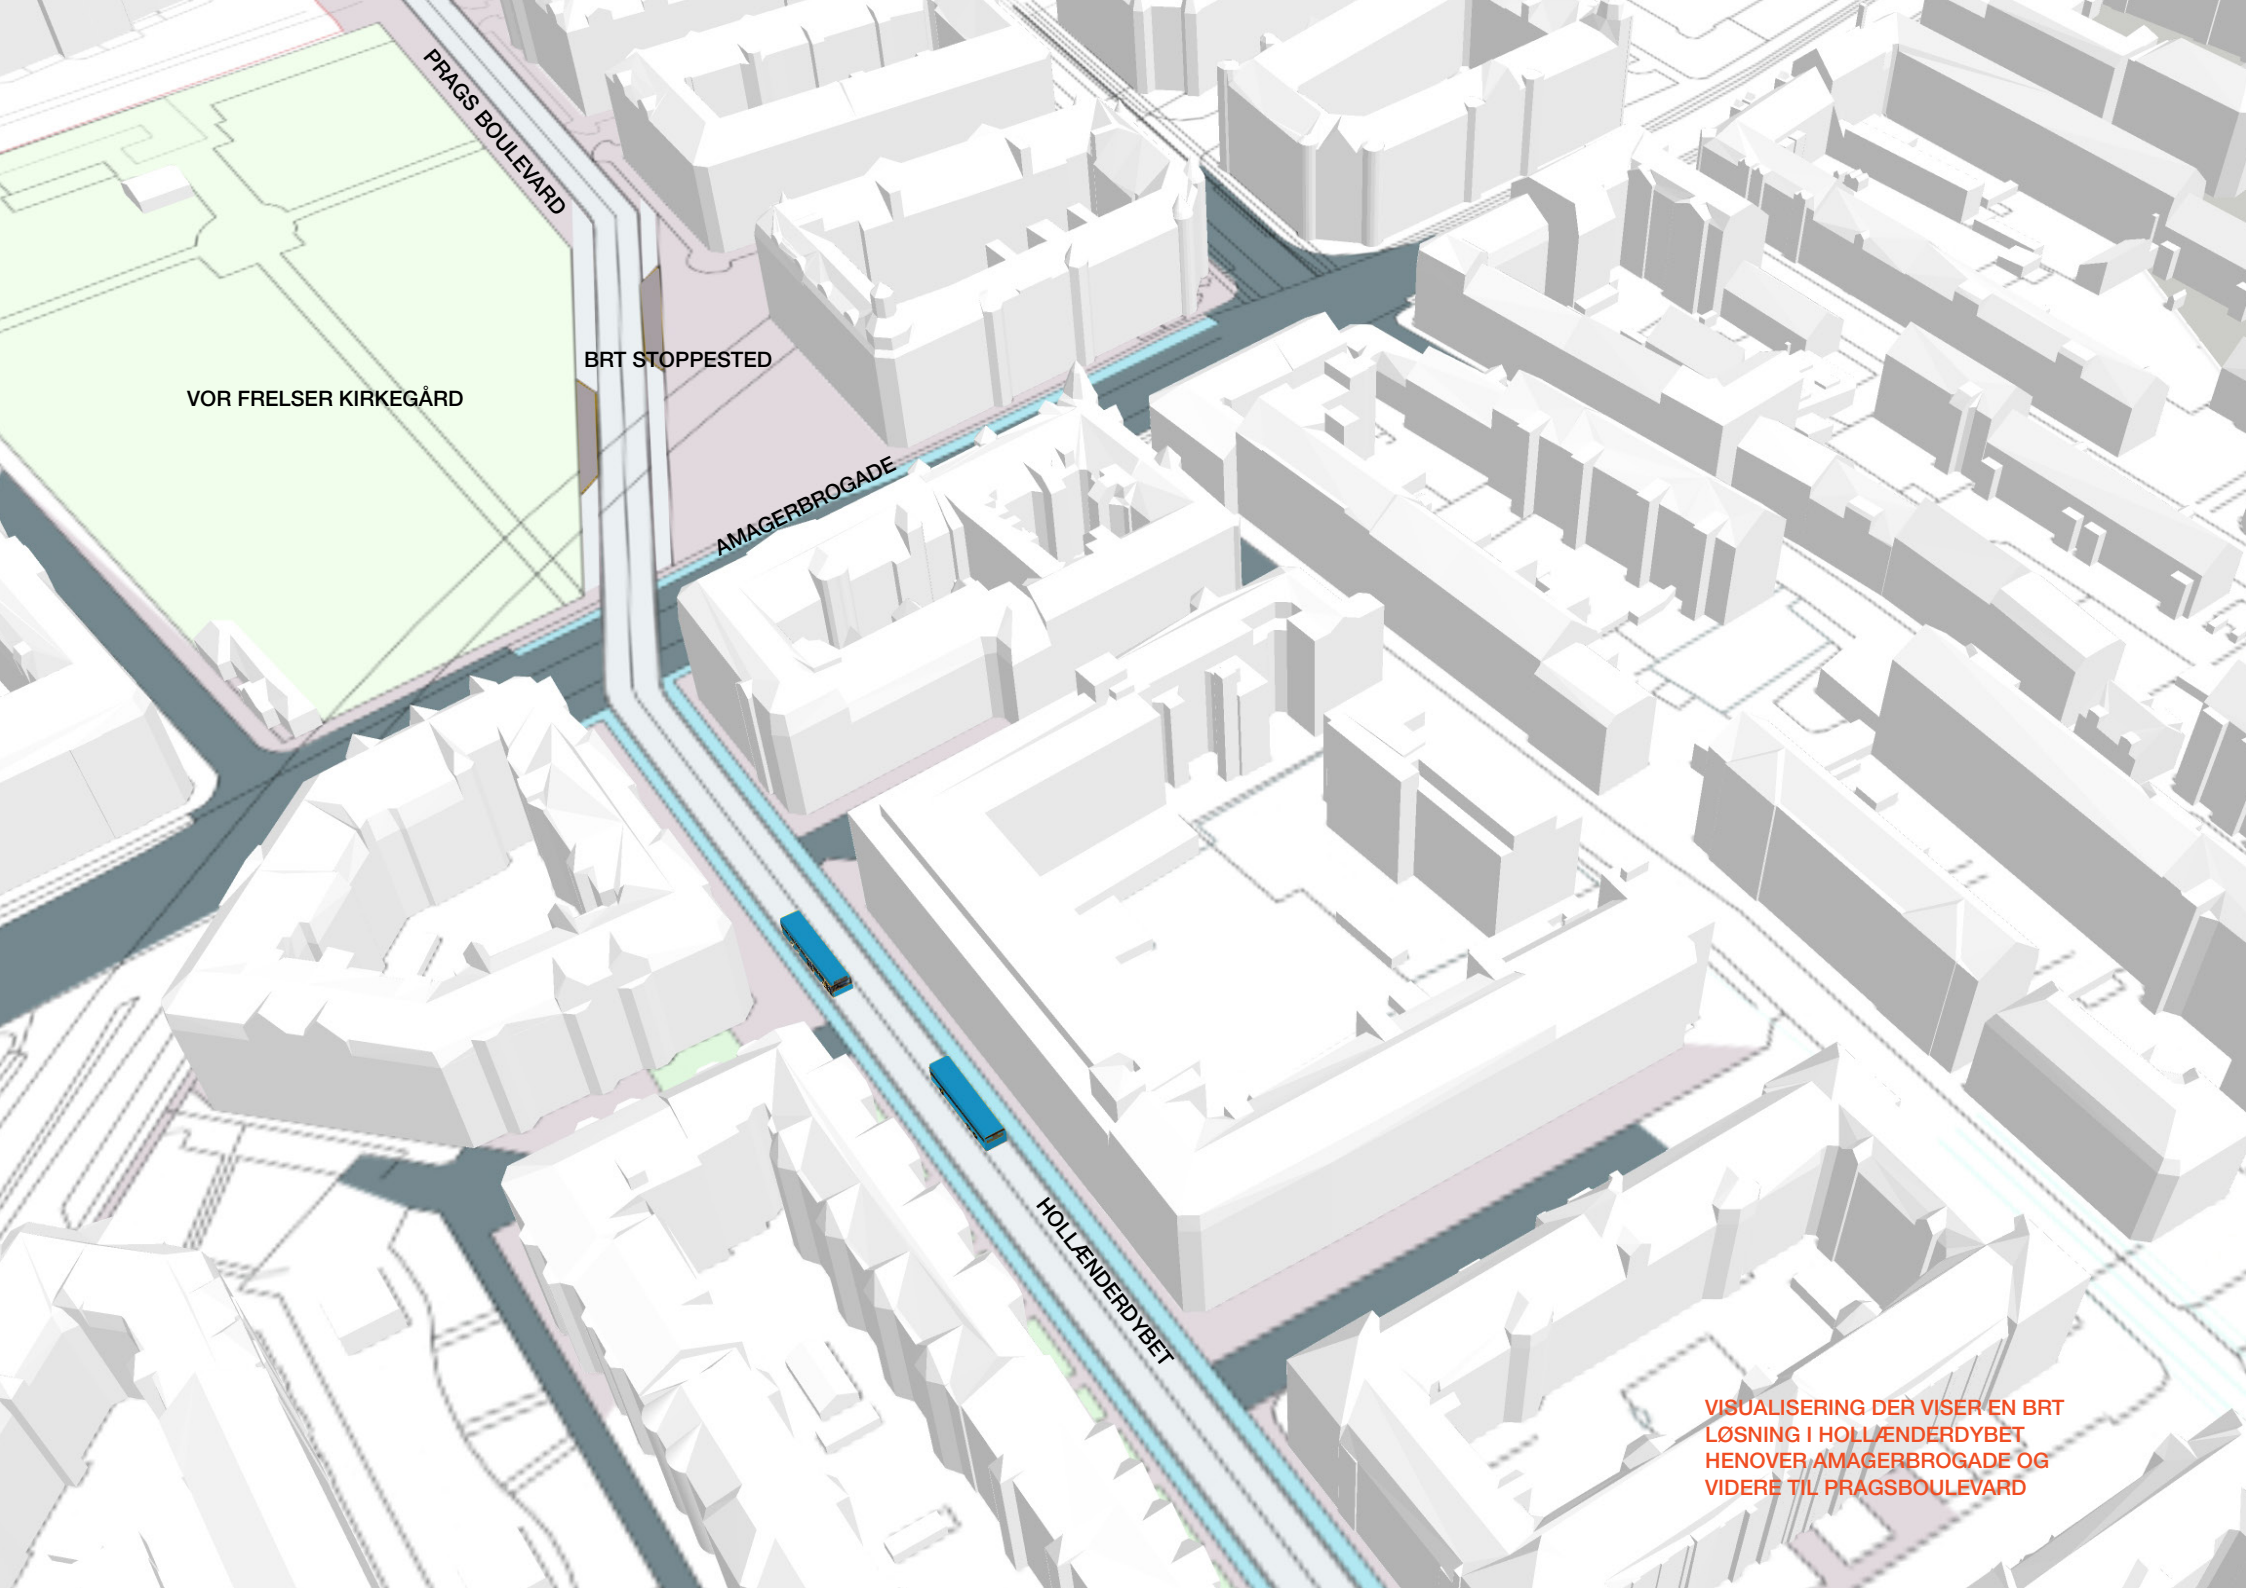 PRAGS BOULEVARD
BRT STOPPESTED
VOR FRELSER KIRKEGÅRD
AMAGERBROGADE
HOLLÆNDERDYBET
VISUALISERING DER VISER EN BRT
LØSNING I HOLLÆNDERDYBET
HENOVER AMAGERBROGADE OG
VIDERE TIL PRAGSBOULEVARD